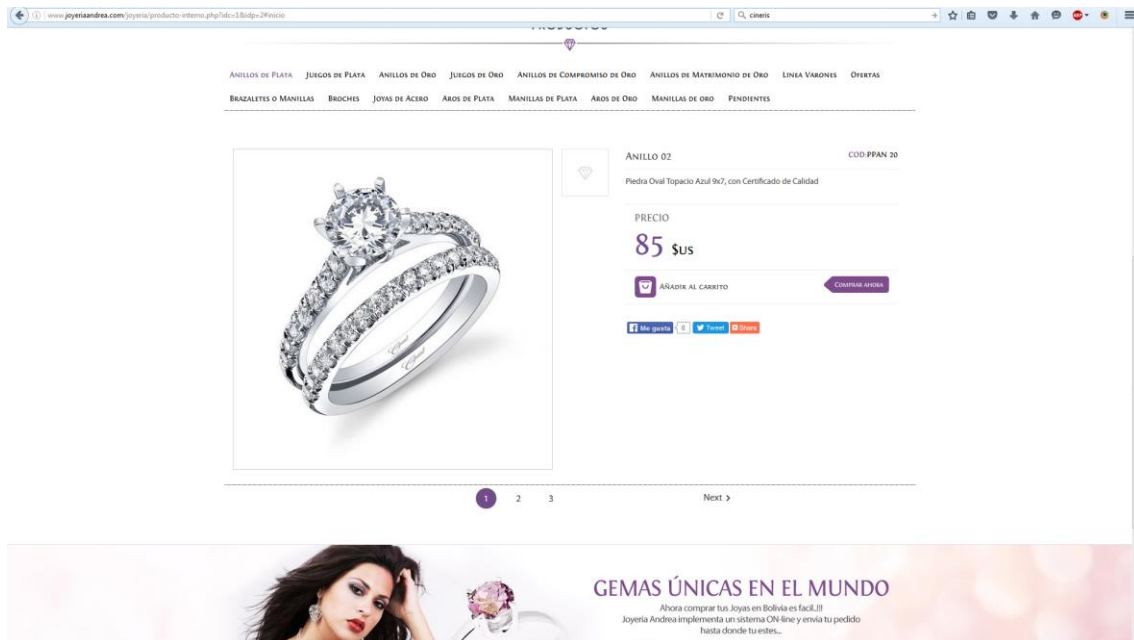 www.joyeriaandrea.com/joyeria/producto-interno.php?idc=1&idp=2#inicio
cineris
PRODUCTOS
ANILLOS DE PLATA JUEGOS DE PLATA ANILLOS DE ORO JUEGOS DE ORO ANILLOS DE COMPROMISO DE ORO ANILLOS DE MATRIMONIO DE ORO LINEA VARONES OFERTAS
BRAZALETES O MANILLAS BROCHES JOYAS DE ACERO AROS DE PLATA MANILLAS DE PLATA AROS DE ORO MANILLAS DE ORO PENDIENTES
ANILLO 02
COD:PPAN 20
Piedra Oval Topacio Azul 9x7, con Certificado de Calidad
PRECIO
85 $US
AÑADIR AL CARRITO
COMPRAR AHORA
Me gusta 0 Tweet Share
1 2 3 Next >
GEMAS ÚNICAS EN EL MUNDO
Ahora comprar tus Joyas en Bolivia es facil..!!!
Joyeria Andrea implementa un sistema ON-line y envia tu pedido
hasta donde tu estes...